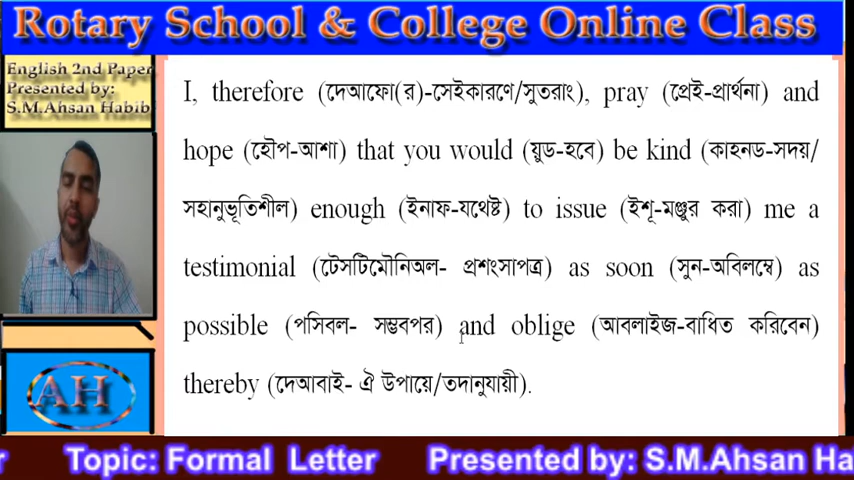 Rotary School & College Online Class
English 2nd Paper
Presented by:
S.M.Ahsan Habib
I, therefore (দেআফো(র)-সেইকারণে/সুতরাং), pray (প্রেই-প্রার্থনা) and
hope (হৌপ-আশা) that you would (য়ুড-হবে) be kind (কাহনড-সদয়/
সহানুভূতিশীল) enough (ইনাফ-যথেষ্ট) to issue (ইশূ-মঞ্জুর করা) me a
testimonial (টেসটিমৌনিঅল- প্রশংসাপত্র) as soon (সুন-অবিলম্বে) as
possible (পসিবল- সম্ভবপর) and oblige (আবলাইজ-বাধিত করিবেন)
thereby (দেআবাই- ঐ উপায়ে/তদানুযায়ী).
AH
r Topic: Formal Letter Presented by: S.M.Ahsan Ha